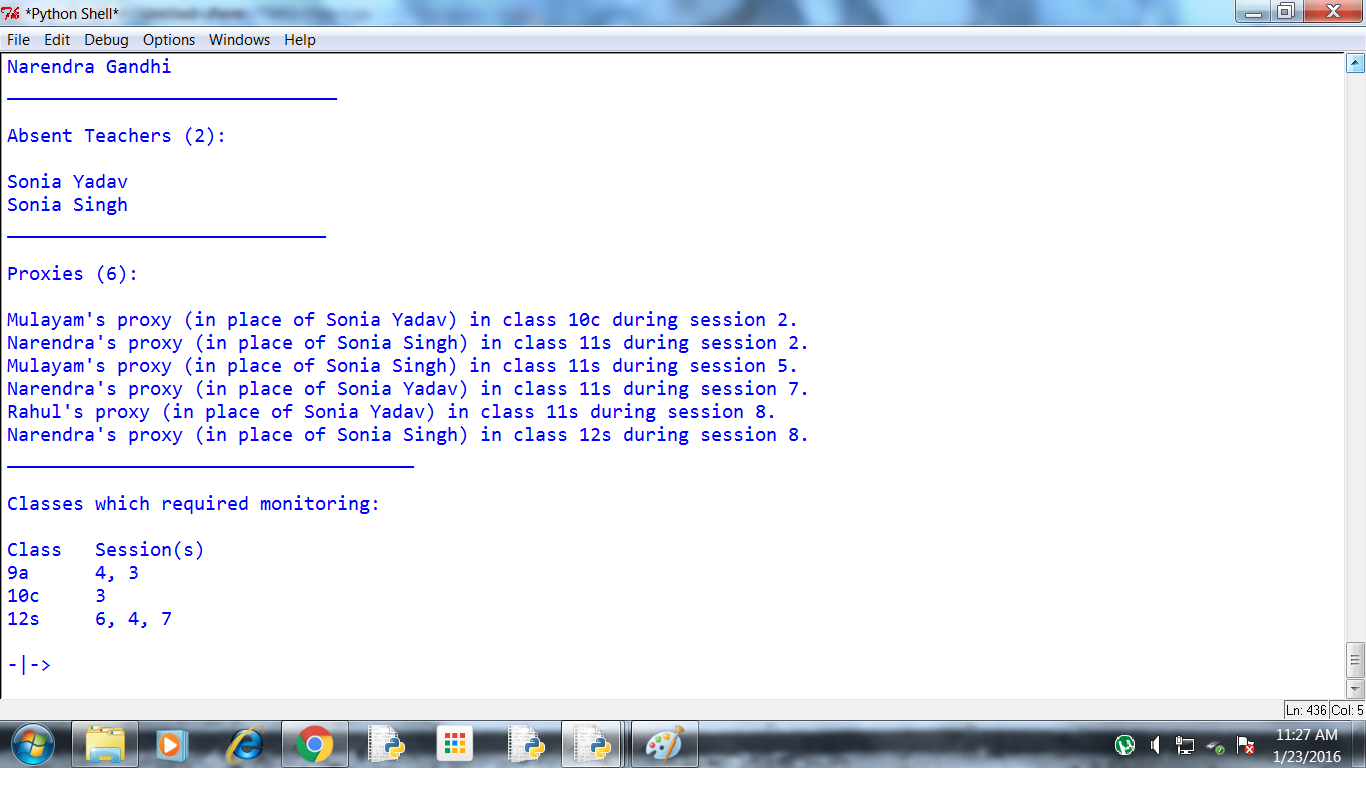 *Python Shell*
File Edit Debug Options Windows Help
Narendra Gandhi
______________________________
Absent Teachers (2):
Sonia Yadav
Sonia Singh
_____________________________
Proxies (6):
Mulayam's proxy (in place of Sonia Yadav) in class 10c during session 2.
Narendra's proxy (in place of Sonia Singh) in class 11s during session 2.
Mulayam's proxy (in place of Sonia Singh) in class 11s during session 5.
Narendra's proxy (in place of Sonia Yadav) in class 11s during session 7.
Rahul's proxy (in place of Sonia Yadav) in class 11s during session 8.
Narendra's proxy (in place of Sonia Singh) in class 12s during session 8.
_____________________________________
Classes which required monitoring:
Class Session(s)
9a 4, 3
10c 3
12s 6, 4, 7
-|->
Ln: 436 Col: 5
11:27 AM
1/23/2016